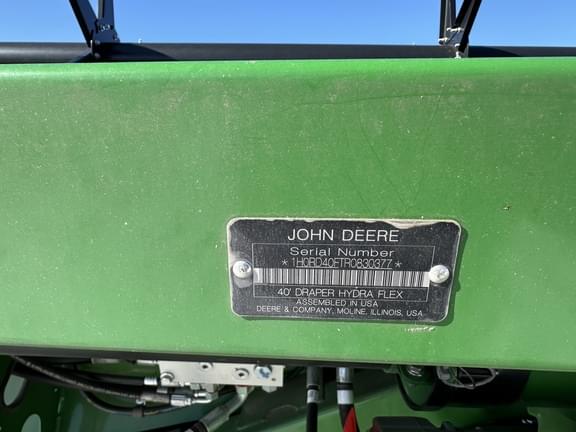 JOHN DEERE
Serial Number
*1H0RD40FTR0830377*
40' DRAPER HYDRA FLEX
ASSEMBLED IN USA
DEERE & COMPANY, MOLINE, ILLINOIS, USA